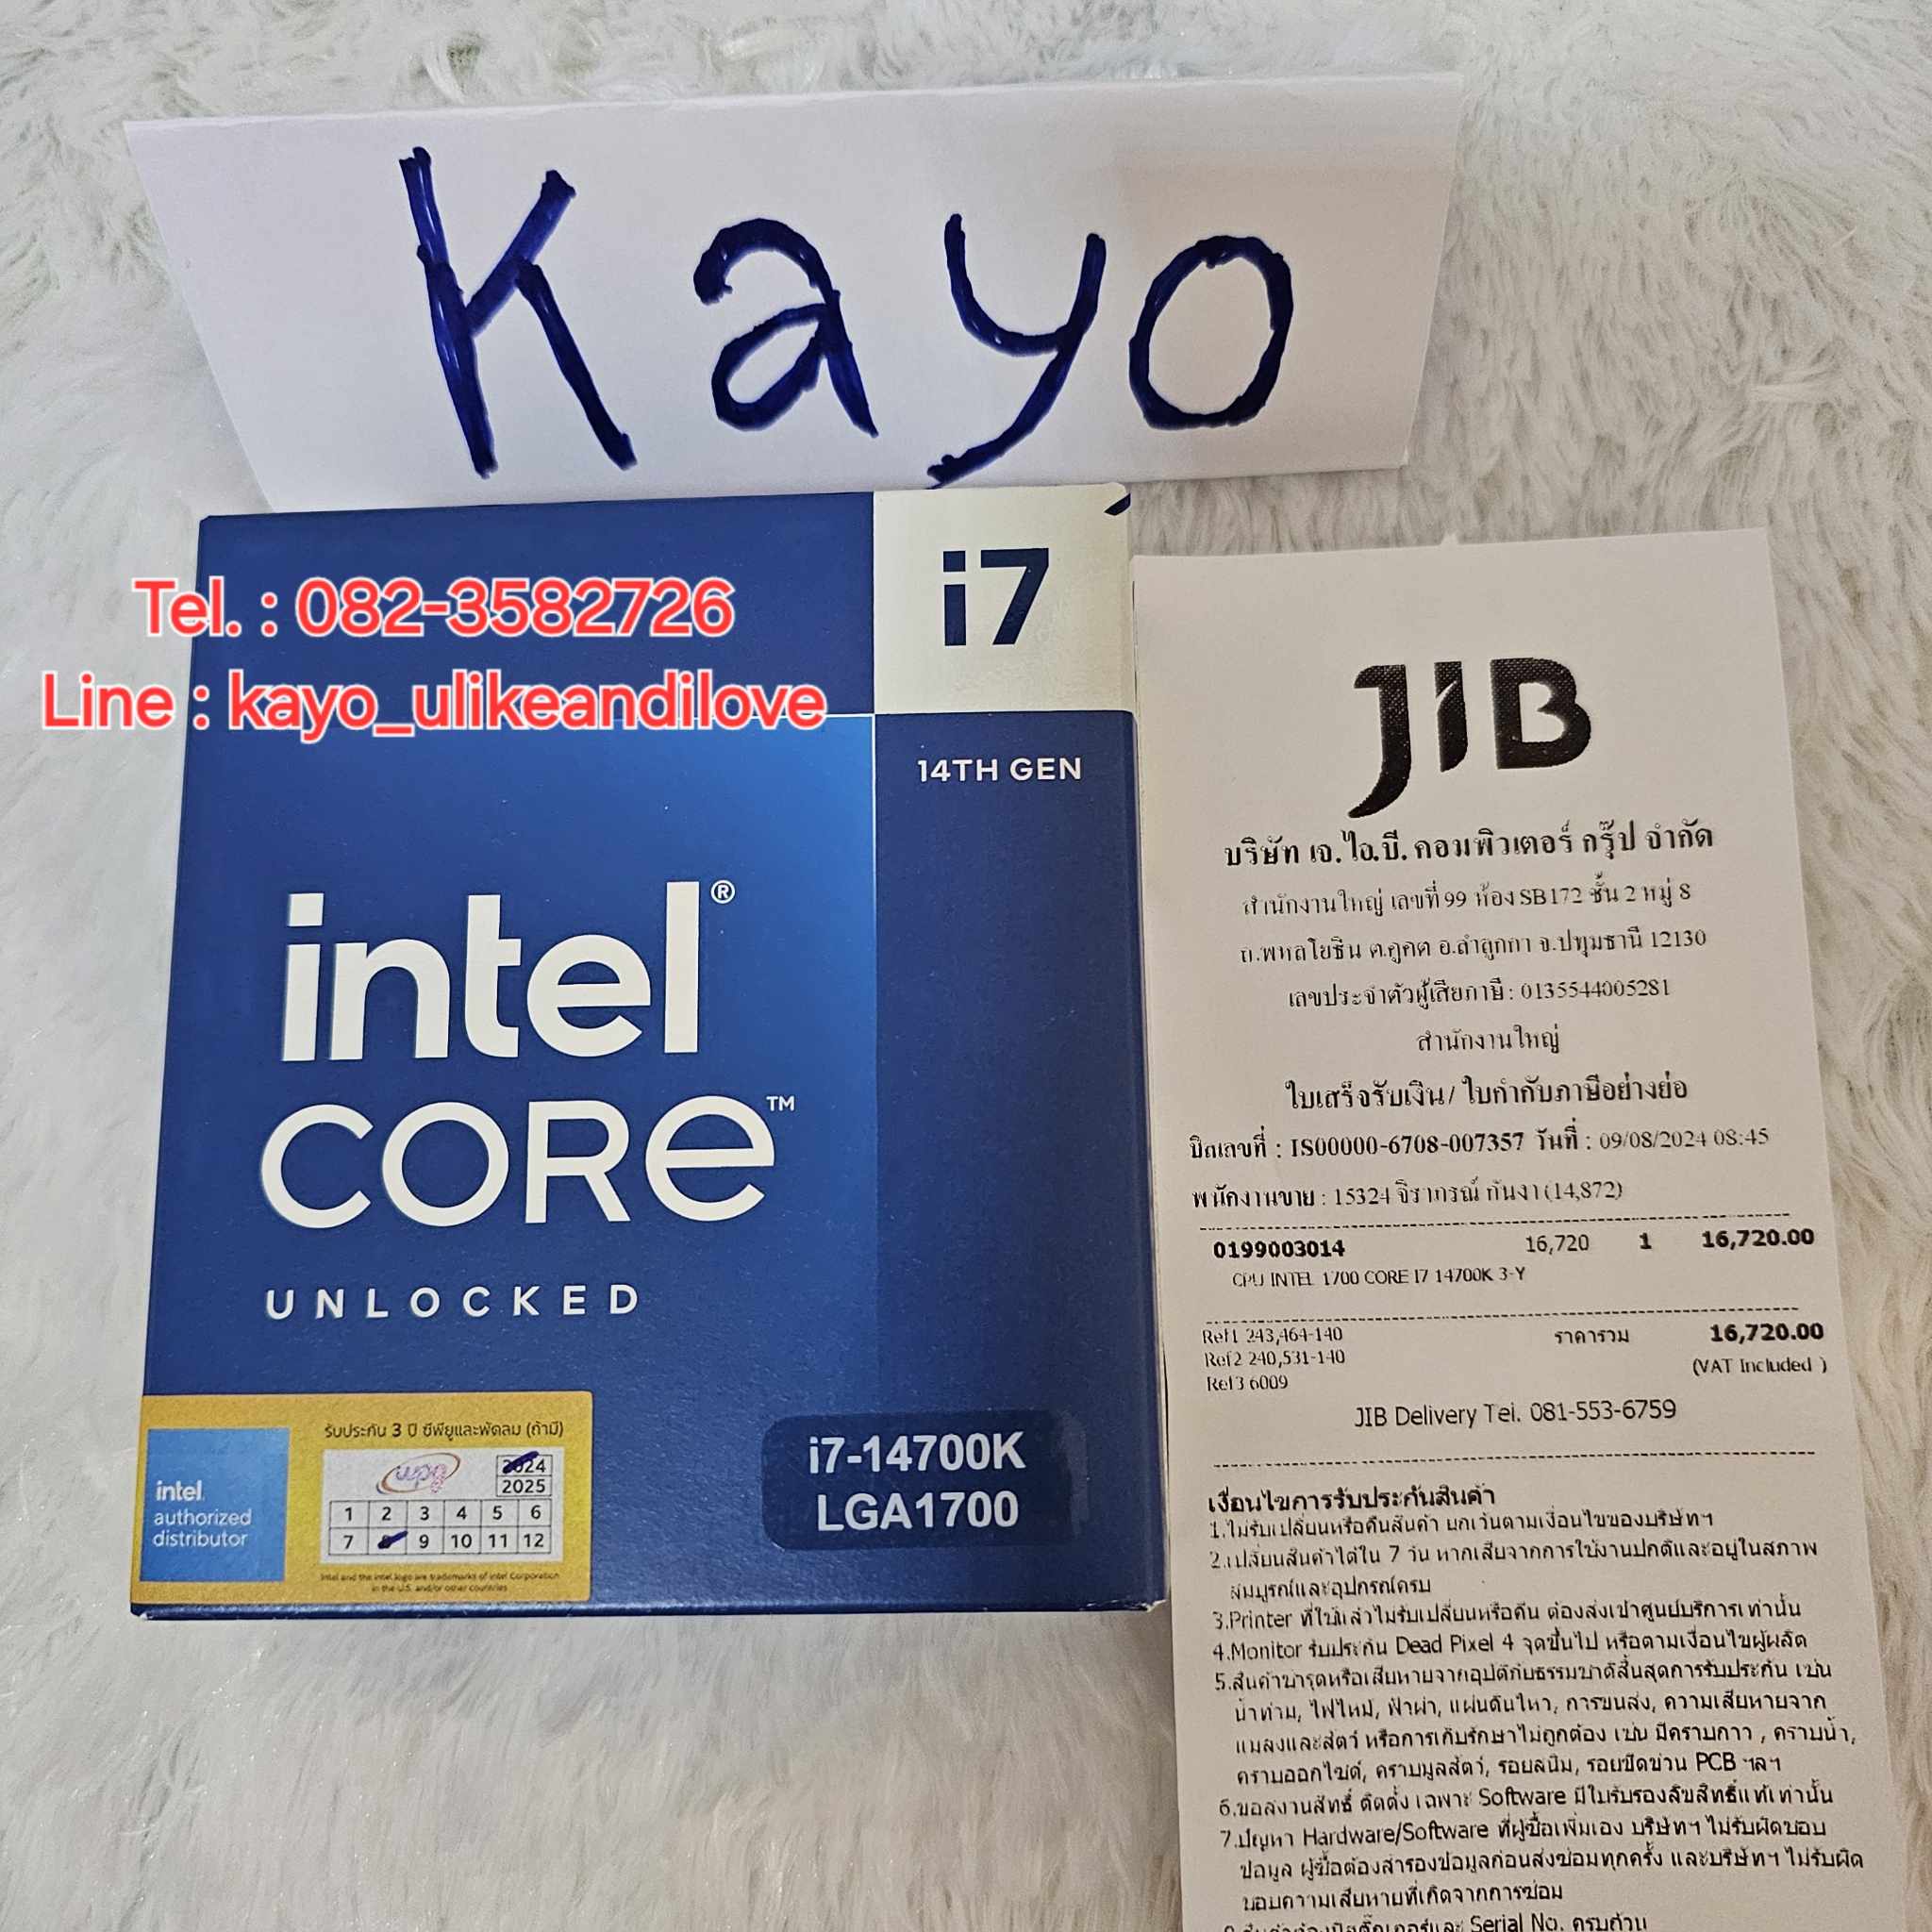 Kayo
Tel. : 082-3582726
Line : kayo_ulikeandilove
i7
14TH GEN
intel®
CORE™
UNLOCKED
intel
authorized
distributor
รับประกัน 3 ปี ซีพียูและพัดลม (ถ้ามี)
2024
2025
1 2 3 4 5 6
7 8 9 10 11 12
Intel and the intel logo are trademarks of Intel Corporation
in the U.S. and/or other countries
i7-14700K
LGA1700
JIB
บริษัท เจ.ไอ.บี. คอมพิวเตอร์ กรุ๊ป จำกัด
สำนักงานใหญ่ เลขที่ 99 ห้อง SB172 ชั้น 2 หมู่ 8
ถ.พหลโยธิน ต.คูคต อ.ลำลูกกา จ.ปทุมธานี 12130
เลขประจำตัวผู้เสียภาษี : 0135544005281
สำนักงานใหญ่
ใบเสร็จรับเงิน/ ใบกำกับภาษีอย่างย่อ
บิลเลขที่ : IS00000-6708-007357 วันที่ : 09/08/2024 08:45
พนักงานขาย : 15324 จิราภรณ์ กันงา (14,872)
0199003014 16,720 1 16,720.00
CPU INTEL 1700 CORE I7 14700K 3-Y
Ref1 243,464-140 ราคารวม 16,720.00
Ref2 240,531-140 (VAT Included )
Ref3 6009
JIB Delivery Tel. 081-553-6759
เงื่อนไขการรับประกันสินค้า
1.ไม่รับเปลี่ยนหรือคืนสินค้า ยกเว้นตามเงื่อนไขของบริษัทฯ
2.เปลี่ยนสินค้าได้ใน 7 วัน หากเสียจากการใช้งานปกติและอยู่ในสภาพ
สมบูรณ์และอุปกรณ์ครบ
3.Printer ที่ใช้แล้วไม่รับเปลี่ยนหรือคืน ต้องส่งเข้าศูนย์บริการเท่านั้น
4.Monitor รับประกัน Dead Pixel 4 จุดขึ้นไป หรือตามเงื่อนไขผู้ผลิต
5.สินค้าชำรุดหรือเสียหายจากอุบัติภัยธรรมชาติสิ้นสุดการรับประกัน เช่น
น้ำท่วม, ไฟไหม้, ฟ้าผ่า, แผ่นดินไหว, การขนส่ง, ความเสียหายจาก
แมลงและสัตว์ หรือการเก็บรักษาไม่ถูกต้อง เช่น มีคราบกาว , คราบน้ำ,
คราบออกไซด์, คราบมูลสัตว์, รอยสนิม, รอยขีดข่วน PCB ฯลฯ
6.ขอสงวนสิทธิ์ ติดตั้ง เฉพาะ Software มีใบรับรองลิขสิทธิ์แท้เท่านั้น
7.ปัญหา Hardware/Software ที่ผู้ซื้อเพิ่มเอง บริษัทฯ ไม่รับผิดชอบ
ข้อมูล ผู้ซื้อต้องสำรองข้อมูลก่อนส่งซ่อมทุกครั้ง และบริษัทฯ ไม่รับผิด
ชอบความเสียหายที่เกิดจากการซ่อม
Serial No. ครบถ้วน